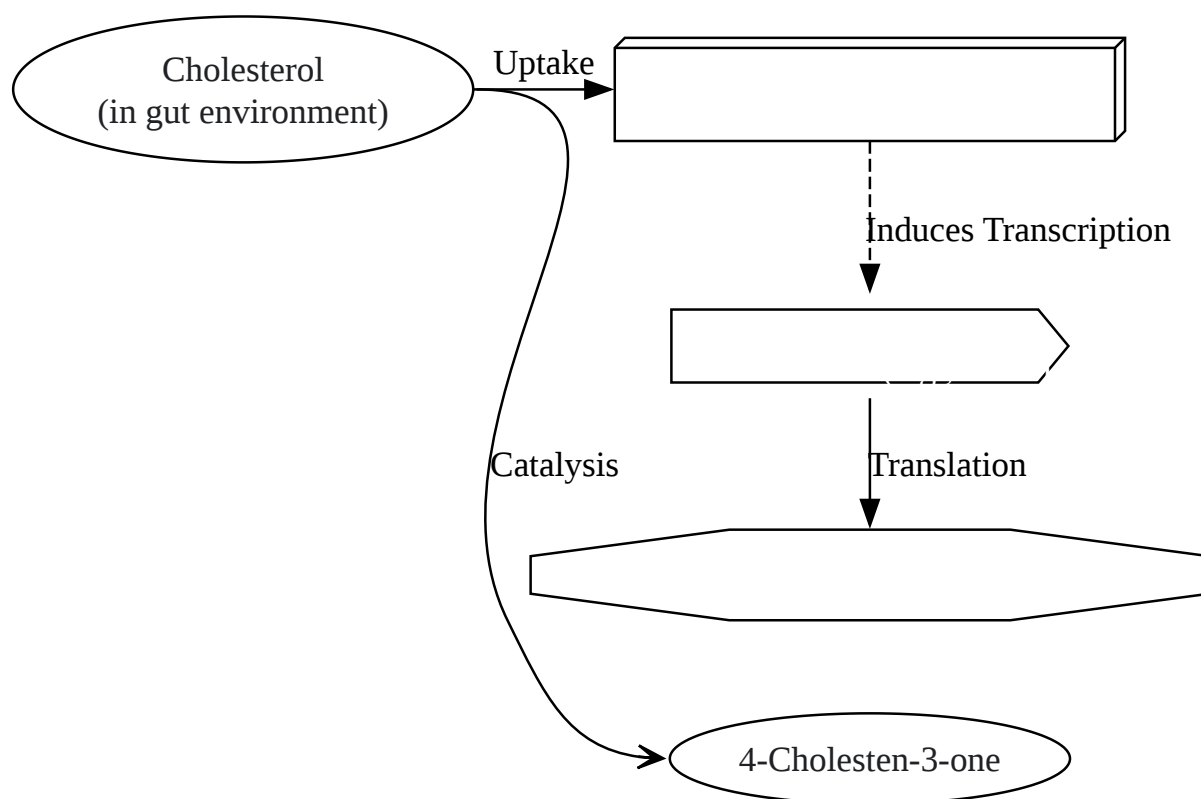 Cholesterol
(in gut environment)
Uptake
Induces Transcription
Catalysis
Translation
4-Cholesten-3-one